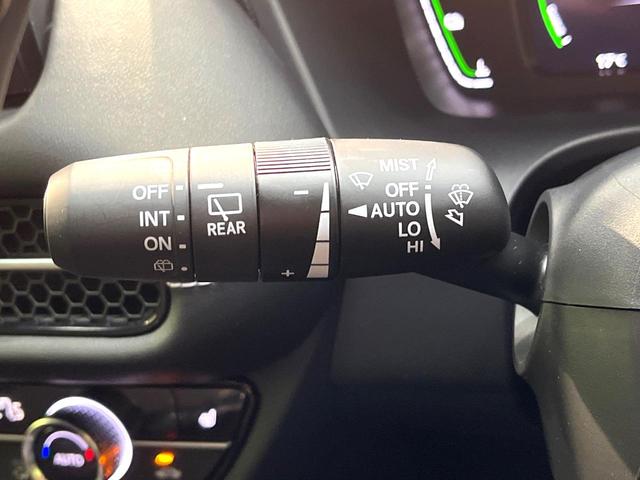 OFF
INT
ON
REAR
−
+
MIST
OFF
AUTO
LO
HI
AUTO